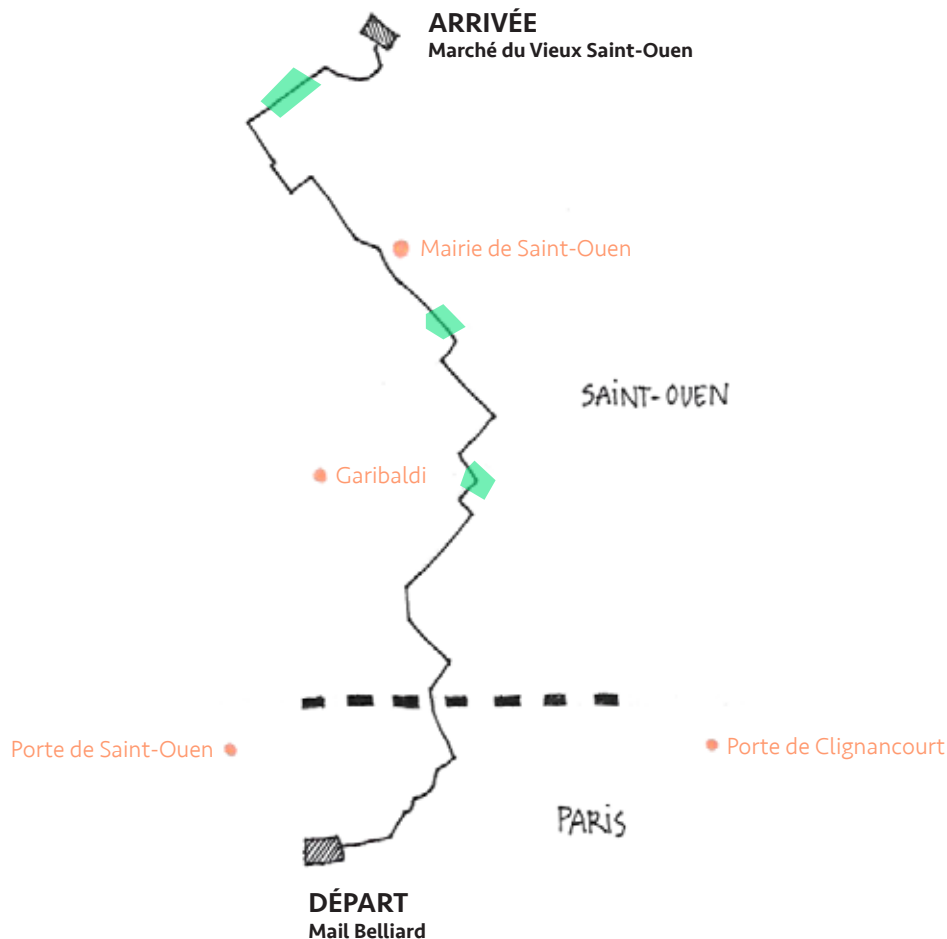 ARRIVÉE
Marché du Vieux Saint-Ouen
Mairie de Saint-Ouen
SAINT-OUEN
Garibaldi
Porte de Saint-Ouen
Porte de Clignancourt
PARIS
DÉPART
Mail Belliard